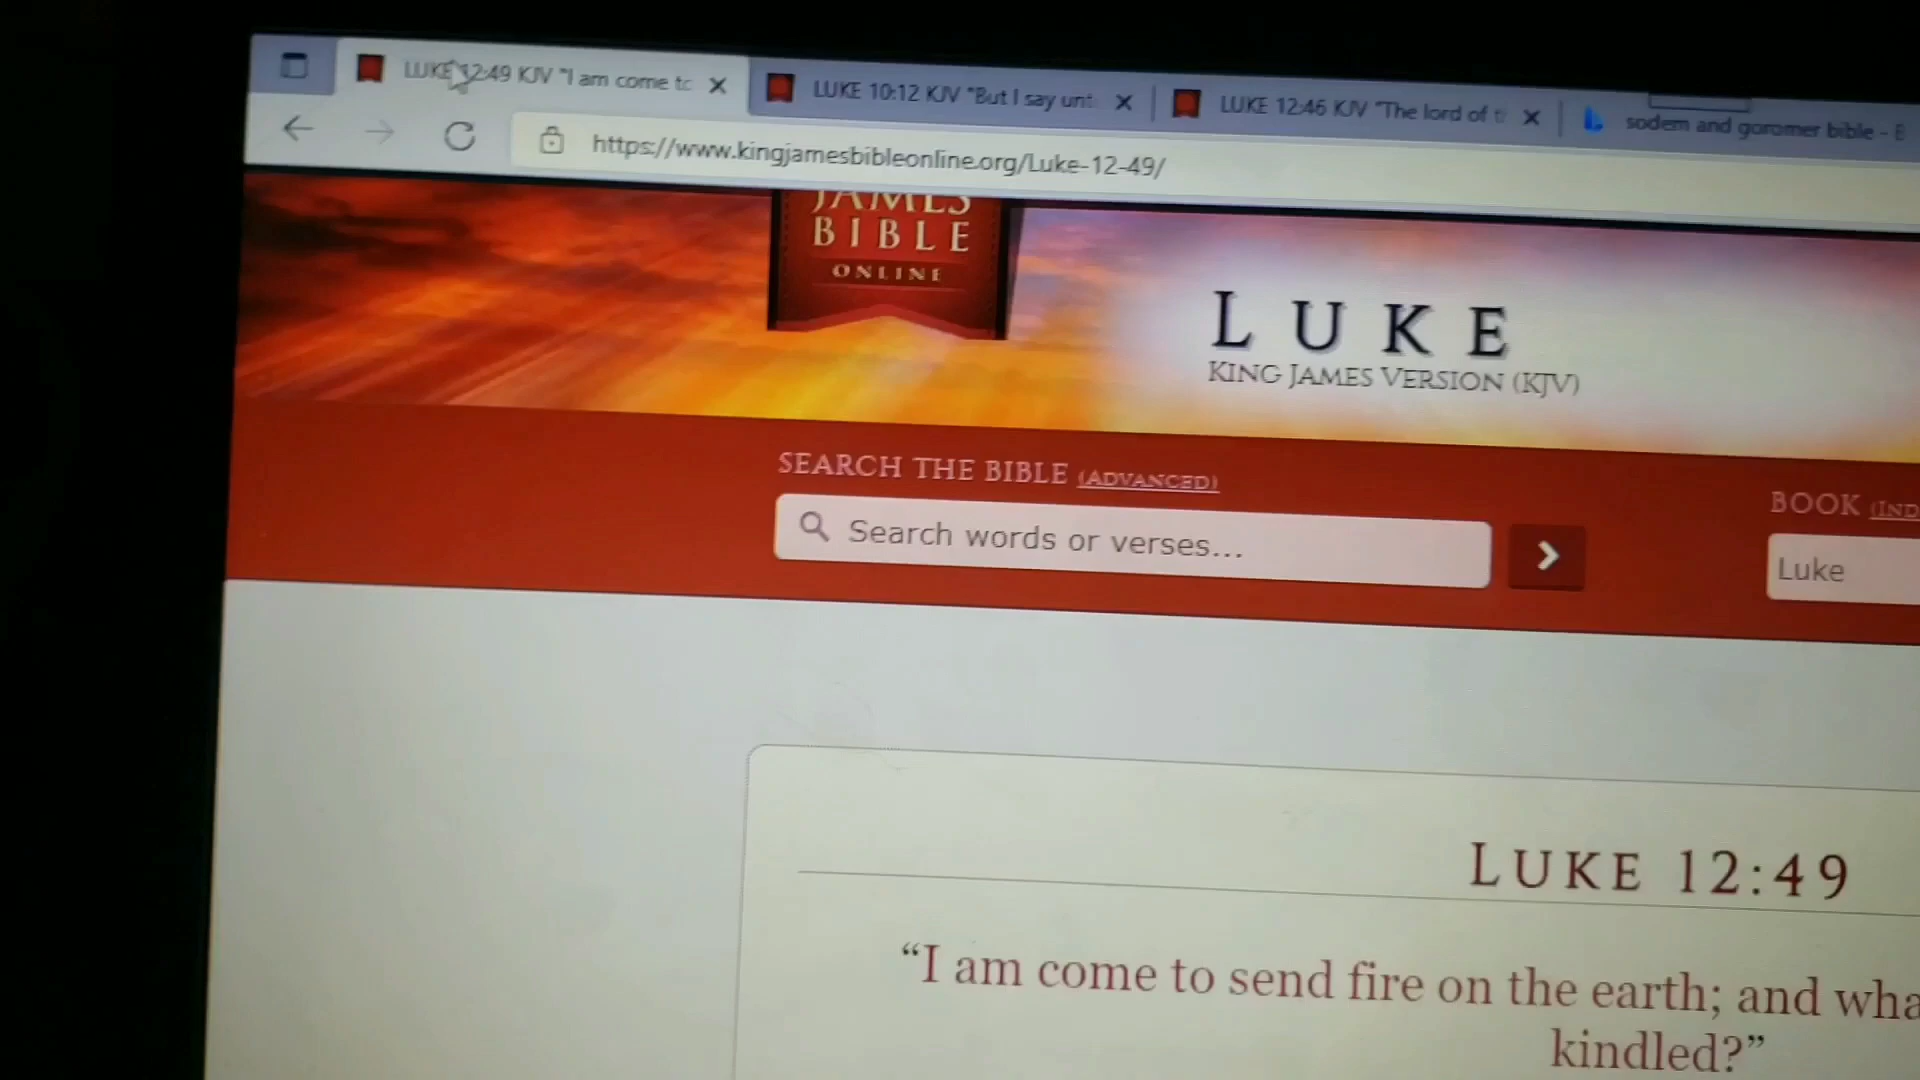 LUKE 12:49 KJV "I am come to
LUKE 10:12 KJV "But I say unt
LUKE 12:46 KJV "The lord of t
sodem and goromer bible - B
https://www.kingjamesbibleonline.org/Luke-12-49/
JAMES
BIBLE
ONLINE
LUKE
KING JAMES VERSION (KJV)
SEARCH THE BIBLE (ADVANCED)
Search words or verses...
BOOK (IND
Luke
LUKE 12:49
“I am come to send fire on the earth; and wha
kindled?”